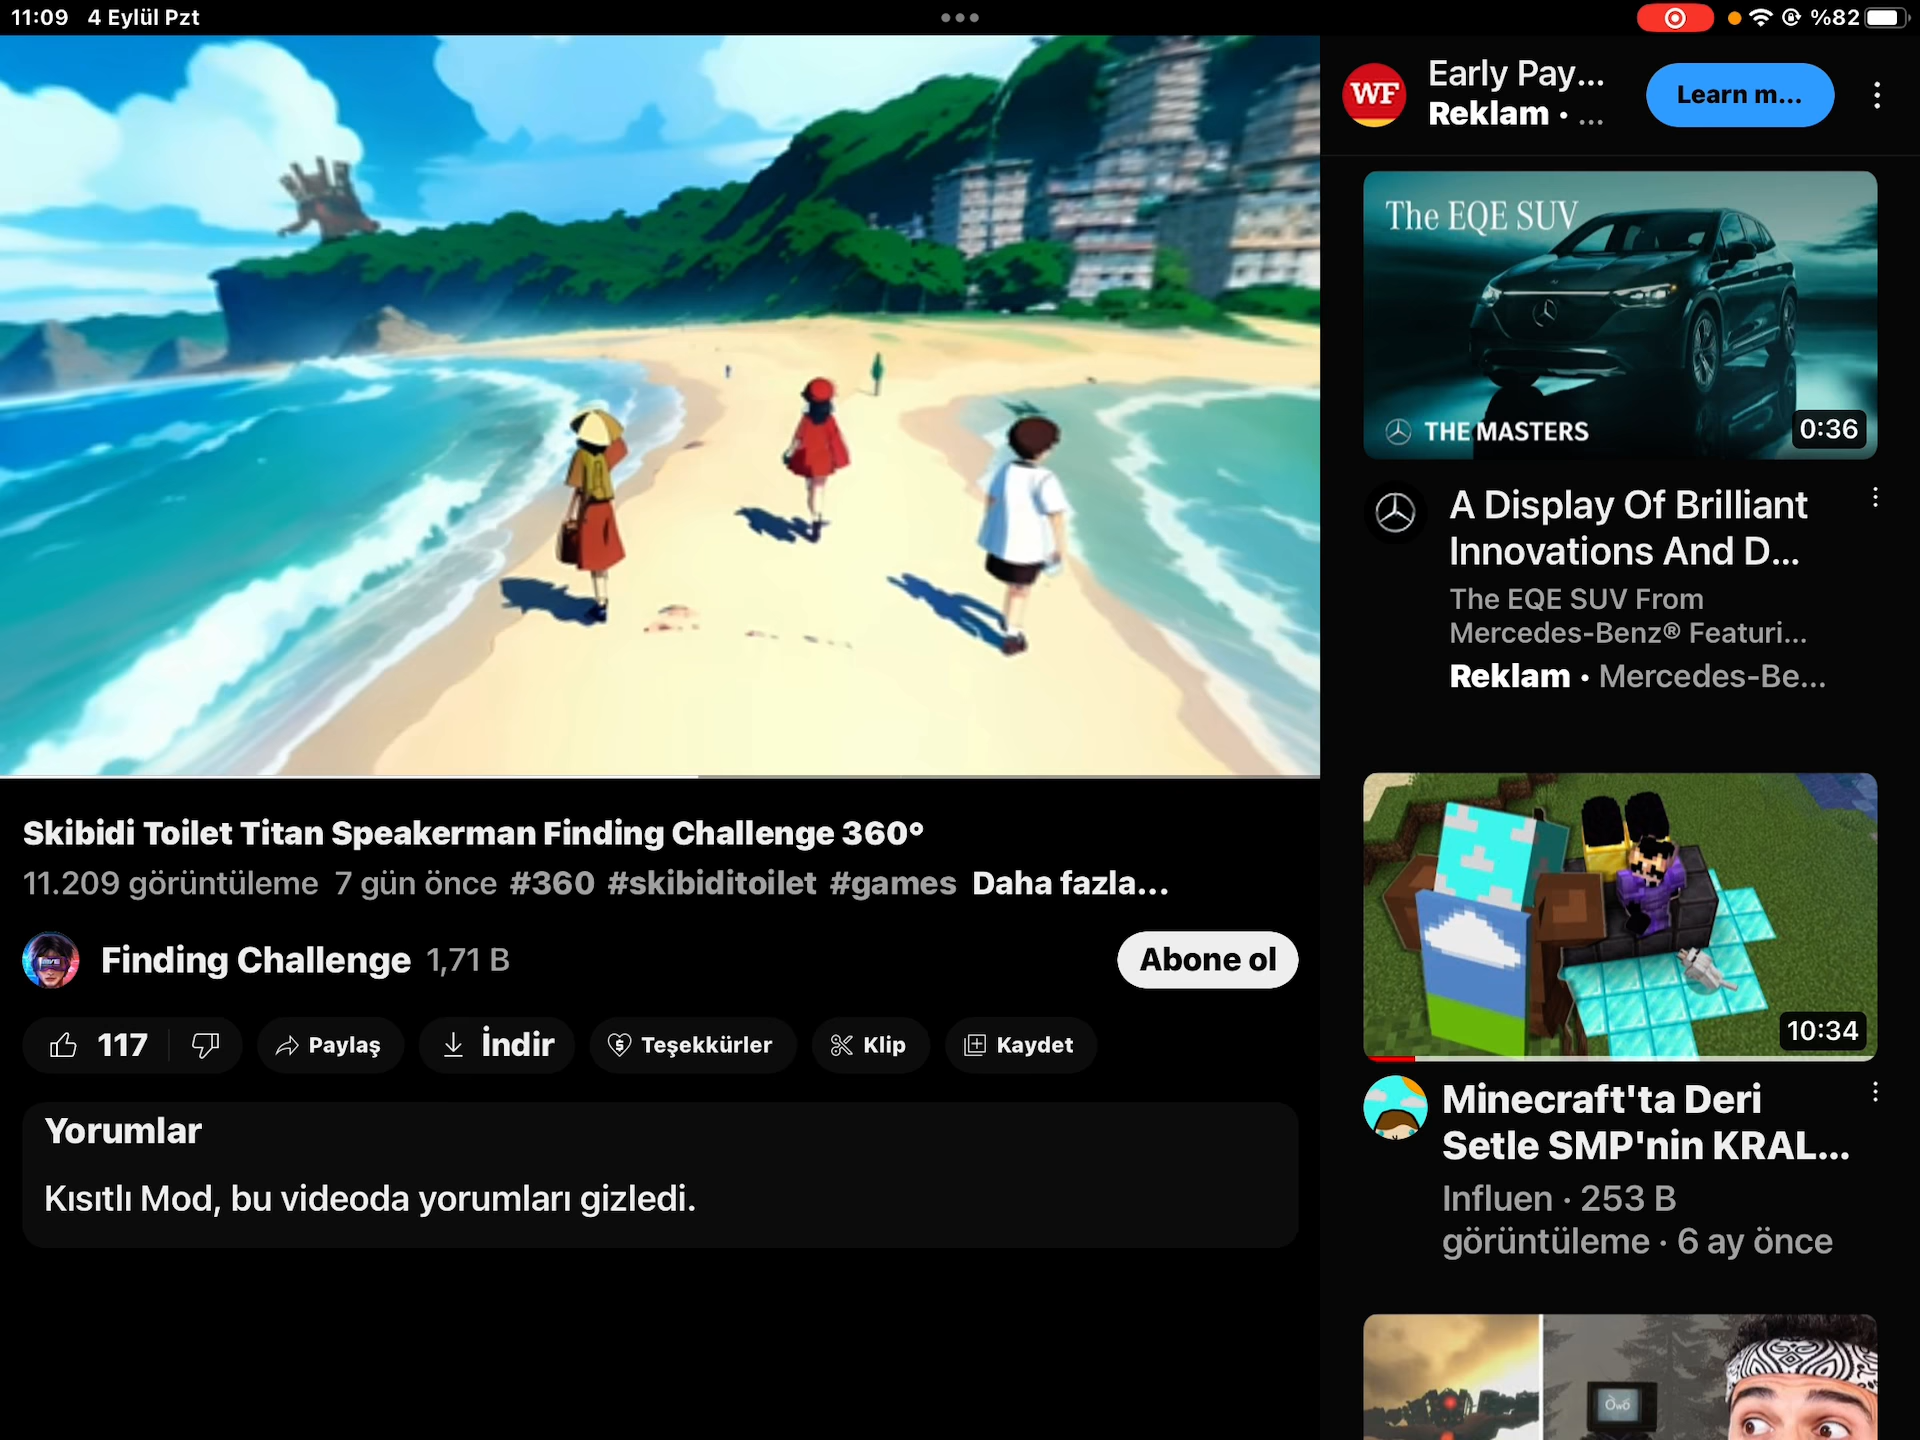 11:09 4 Eylül Pzt
%82
WF
Early Pay...
Reklam • ...
Learn m...
The EQE SUV
THE MASTERS
0:36
A Display Of Brilliant
Innovations And D...
The EQE SUV From
Mercedes-Benz® Featuri...
Reklam • Mercedes-Be...
Skibidi Toilet Titan Speakerman Finding Challenge 360°
11.209 görüntüleme 7 gün önce #360 #skibiditoilet #games Daha fazla...
Finding Challenge 1,71 B
Abone ol
117
Paylaş
İndir
Teşekkürler
Klip
Kaydet
Yorumlar
Kısıtlı Mod, bu videoda yorumları gizledi.
10:34
Minecraft'ta Deri
Setle SMP'nin KRAL...
Influen · 253 B
görüntüleme · 6 ay önce
OwO